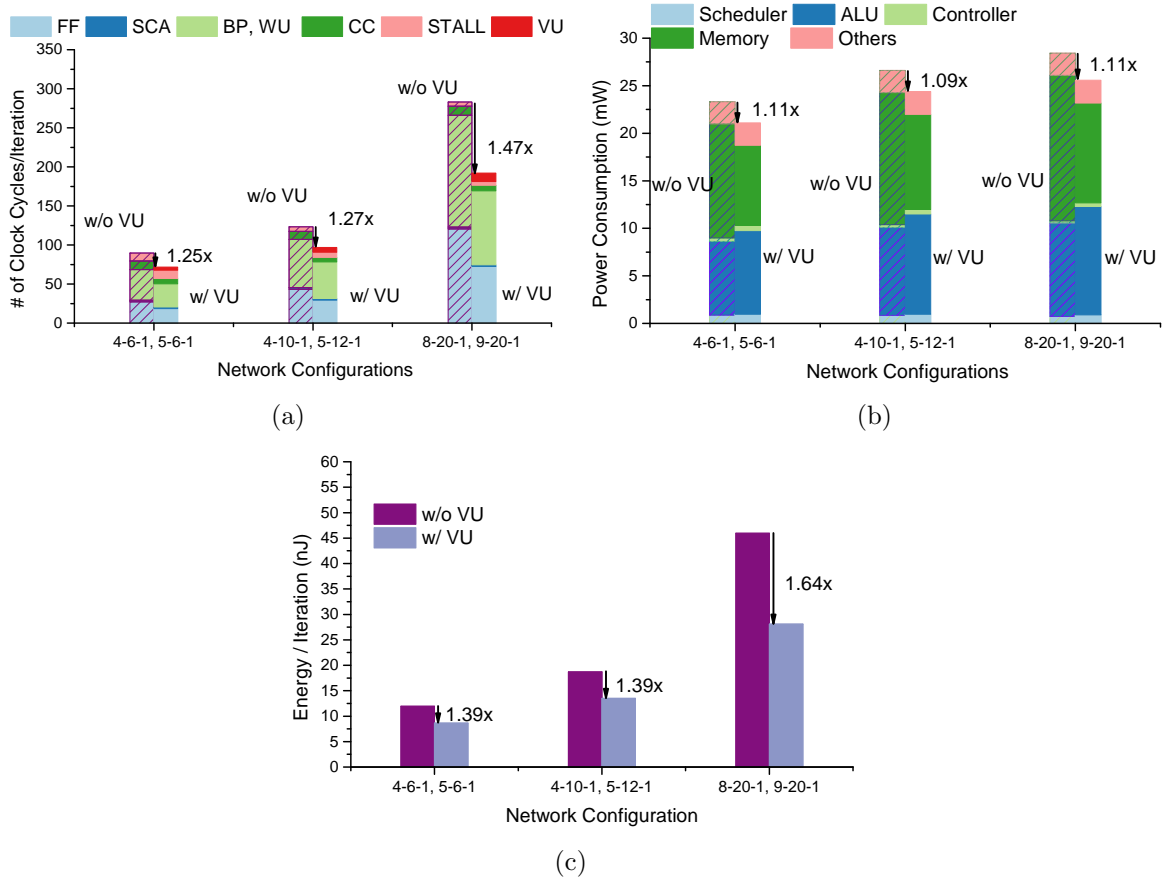 FF SCA BP, WU CC STALL VU
350
300
250
200
150
100
50
0
# of Clock Cycles/Iteration
w/o VU
1.25x
w/ VU
w/o VU
1.27x
w/ VU
w/o VU
1.47x
w/ VU
4-6-1, 5-6-1 4-10-1, 5-12-1 8-20-1, 9-20-1
Network Configurations
(a)
Scheduler ALU Controller
Memory Others
30
25
20
15
10
5
0
Power Consumption (mW)
1.11x
w/o VU
w/ VU
1.09x
w/o VU
w/ VU
1.11x
w/o VU
w/ VU
4-6-1, 5-6-1 4-10-1, 5-12-1 8-20-1, 9-20-1
Network Configurations
(b)
60
55
50
45
40
35
30
25
20
15
10
5
0
Energy / Iteration (nJ)
w/o VU
w/ VU
1.39x
1.39x
1.64x
4-6-1, 5-6-1 4-10-1, 5-12-1 8-20-1, 9-20-1
Network Configuration
(c)